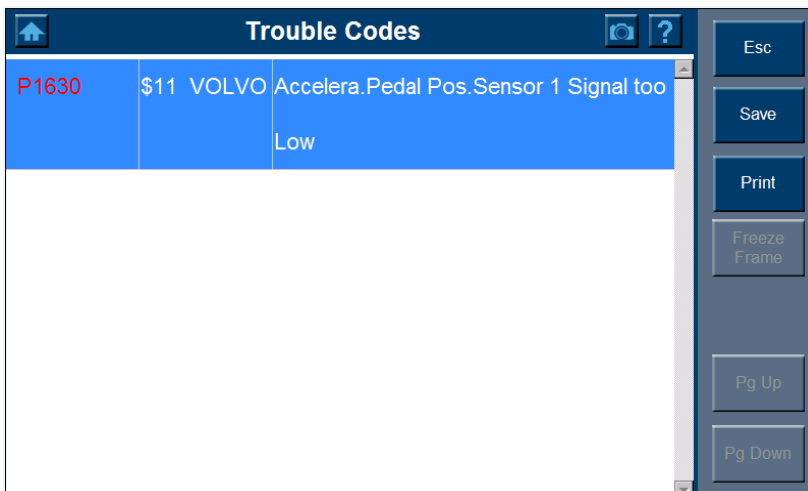 Trouble Codes
?
P1630 $11 VOLVO Accelera.Pedal Pos.Sensor 1 Signal too
Low
Esc
Save
Print
Freeze
Frame
Pg Up
Pg Down